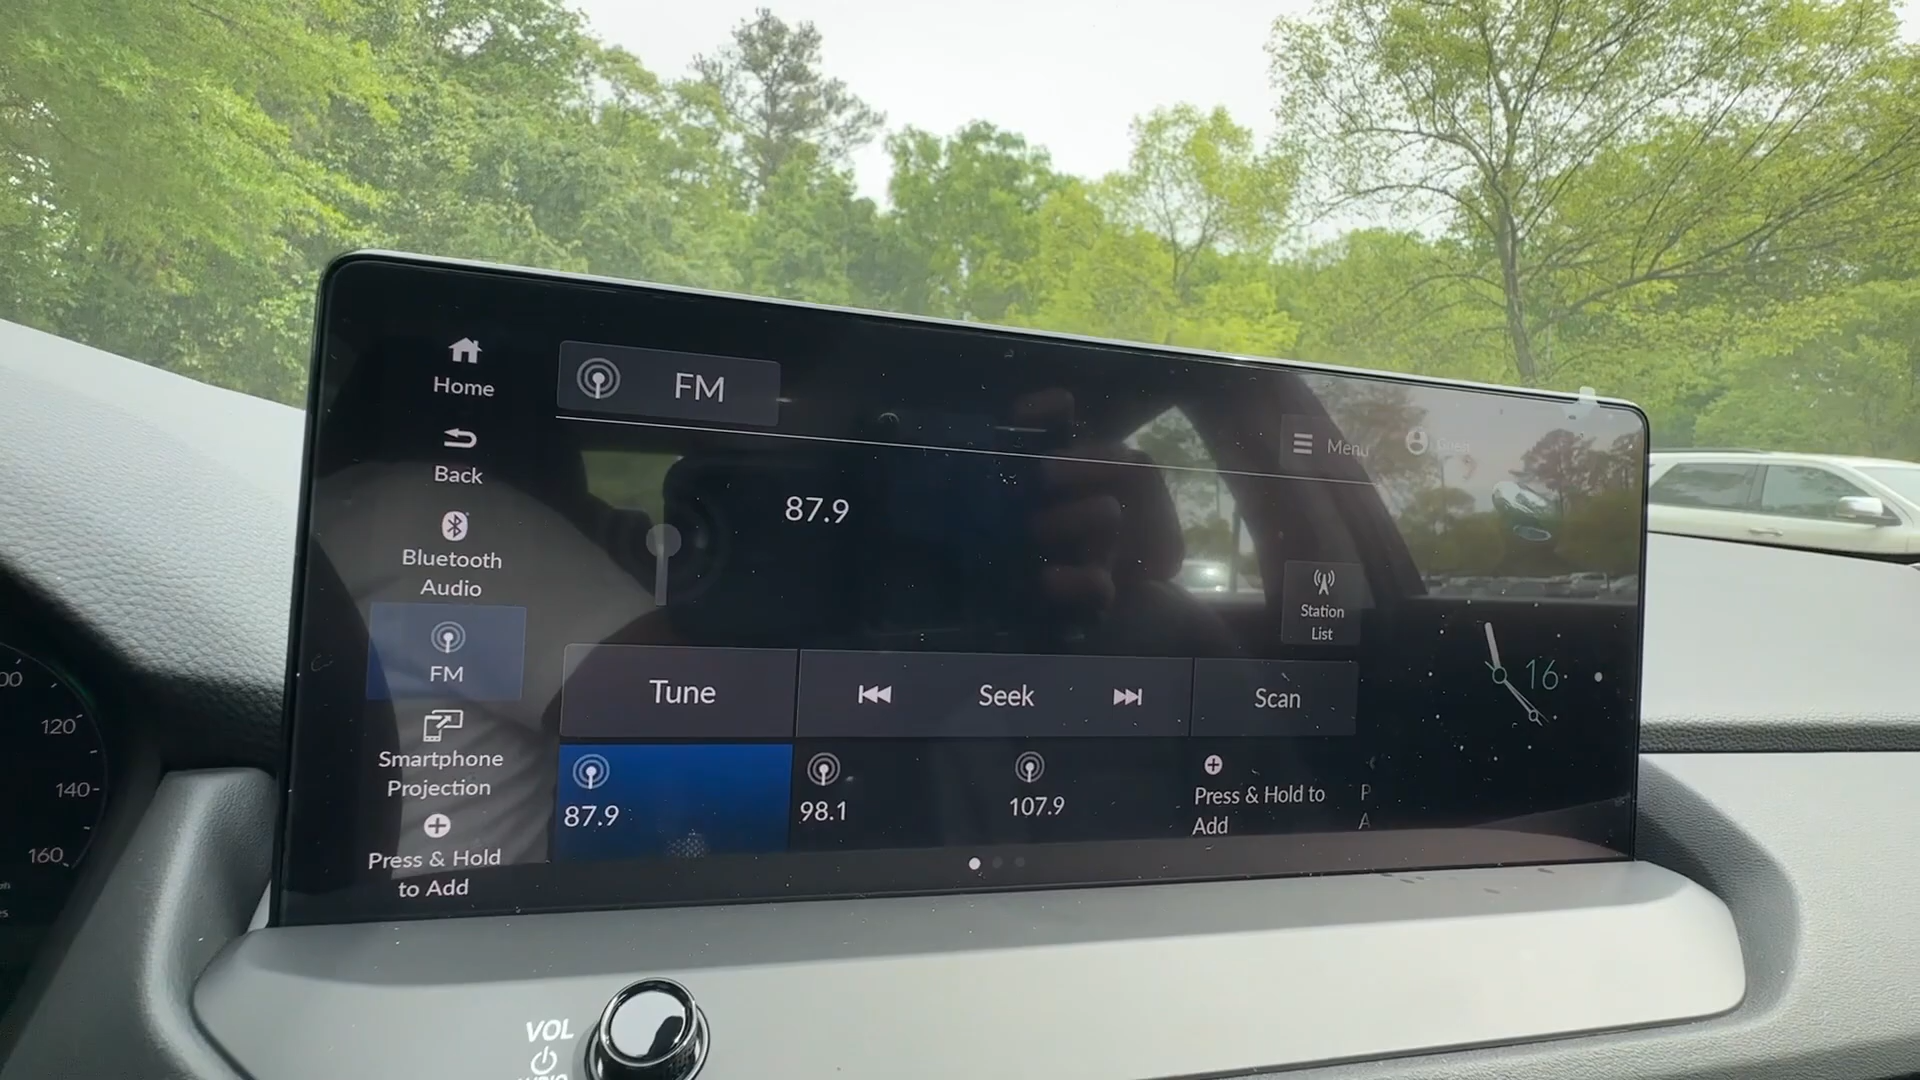 Home
Back
Bluetooth
Audio
FM
Smartphone
Projection
Press & Hold
to Add
FM
Menu
87.9
Station
List
Tune
Seek
Scan
87.9
98.1
107.9
Press & Hold to
Add
P
A
16
120
140
160
VOL